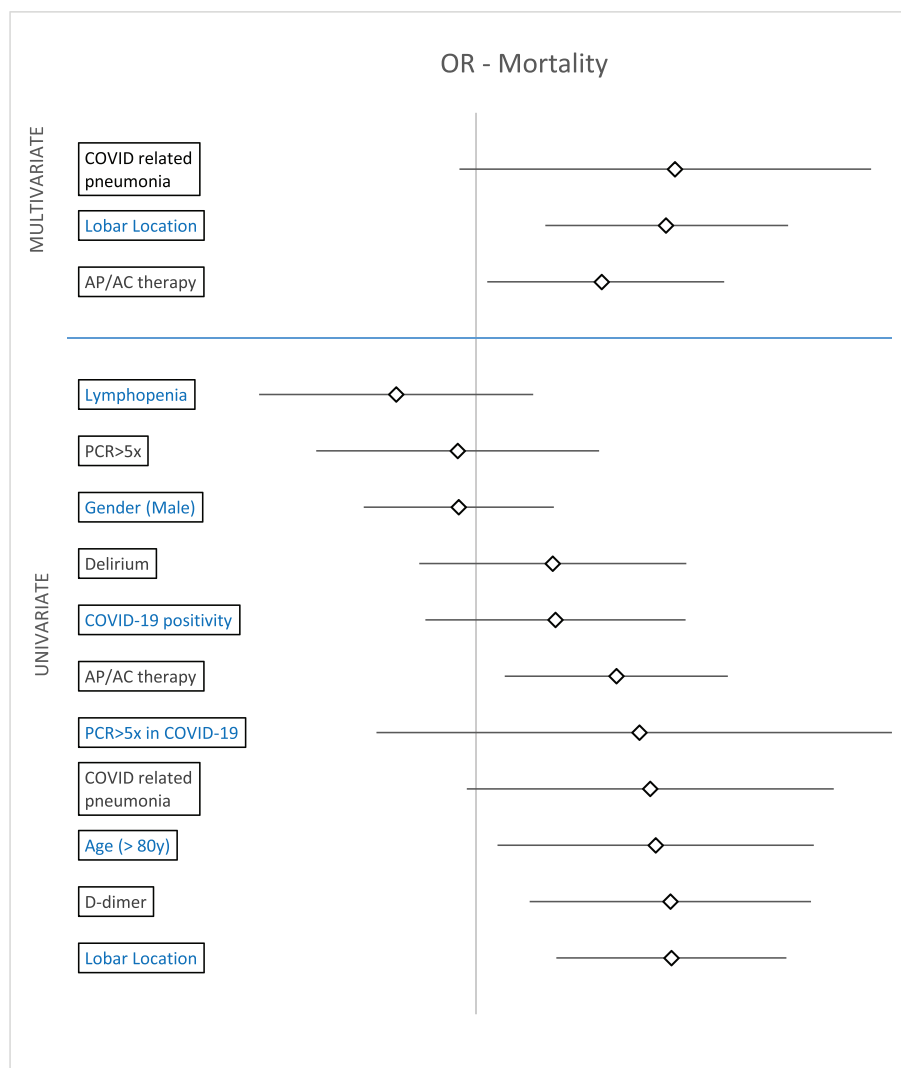 OR - Mortality
MULTIVARIATE
COVID related
pneumonia
Lobar Location
AP/AC therapy
UNIVARIATE
Lymphopenia
PCR>5x
Gender (Male)
Delirium
COVID-19 positivity
AP/AC therapy
PCR>5x in COVID-19
COVID related
pneumonia
Age (> 80y)
D-dimer
Lobar Location